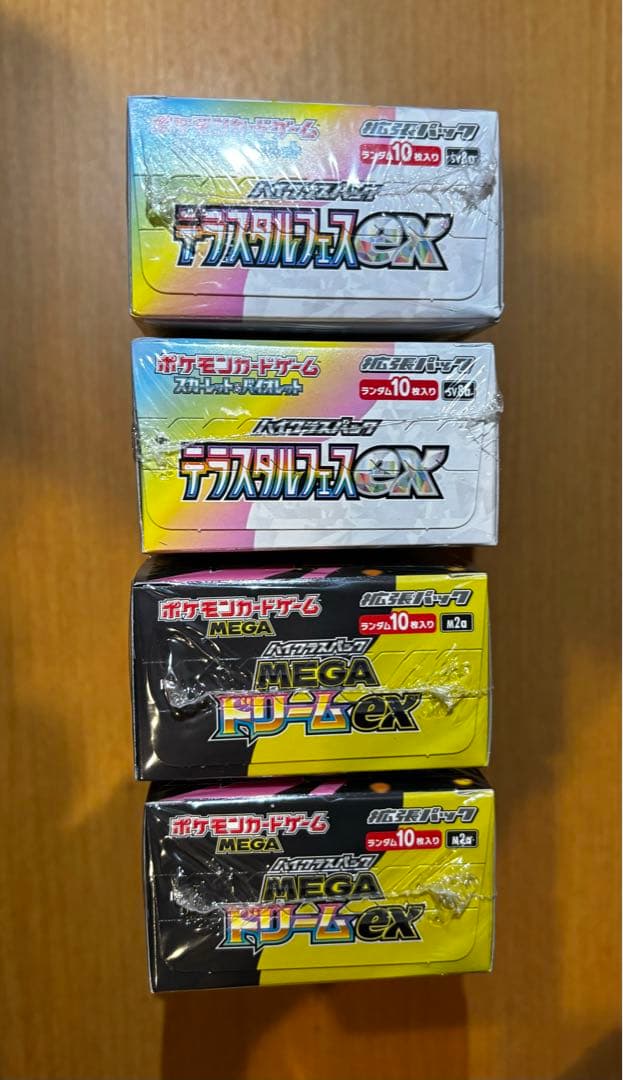 ポケモンカードゲーム
拡張パック
ランダム10枚入り
SV8a
ハイクラスパック
テラスタルフェスex
ポケモンカードゲーム
スカーレット&バイオレット
拡張パック
ランダム10枚入り
SV8a
ハイクラスパック
テラスタルフェスex
ポケモンカードゲーム
MEGA
拡張パック
ランダム10枚入り
M2a
ハイクラスパック
MEGA
ドリームex
ポケモンカードゲーム
MEGA
拡張パック
ランダム10枚入り
M2a
ハイクラスパック
MEGA
ドリームex